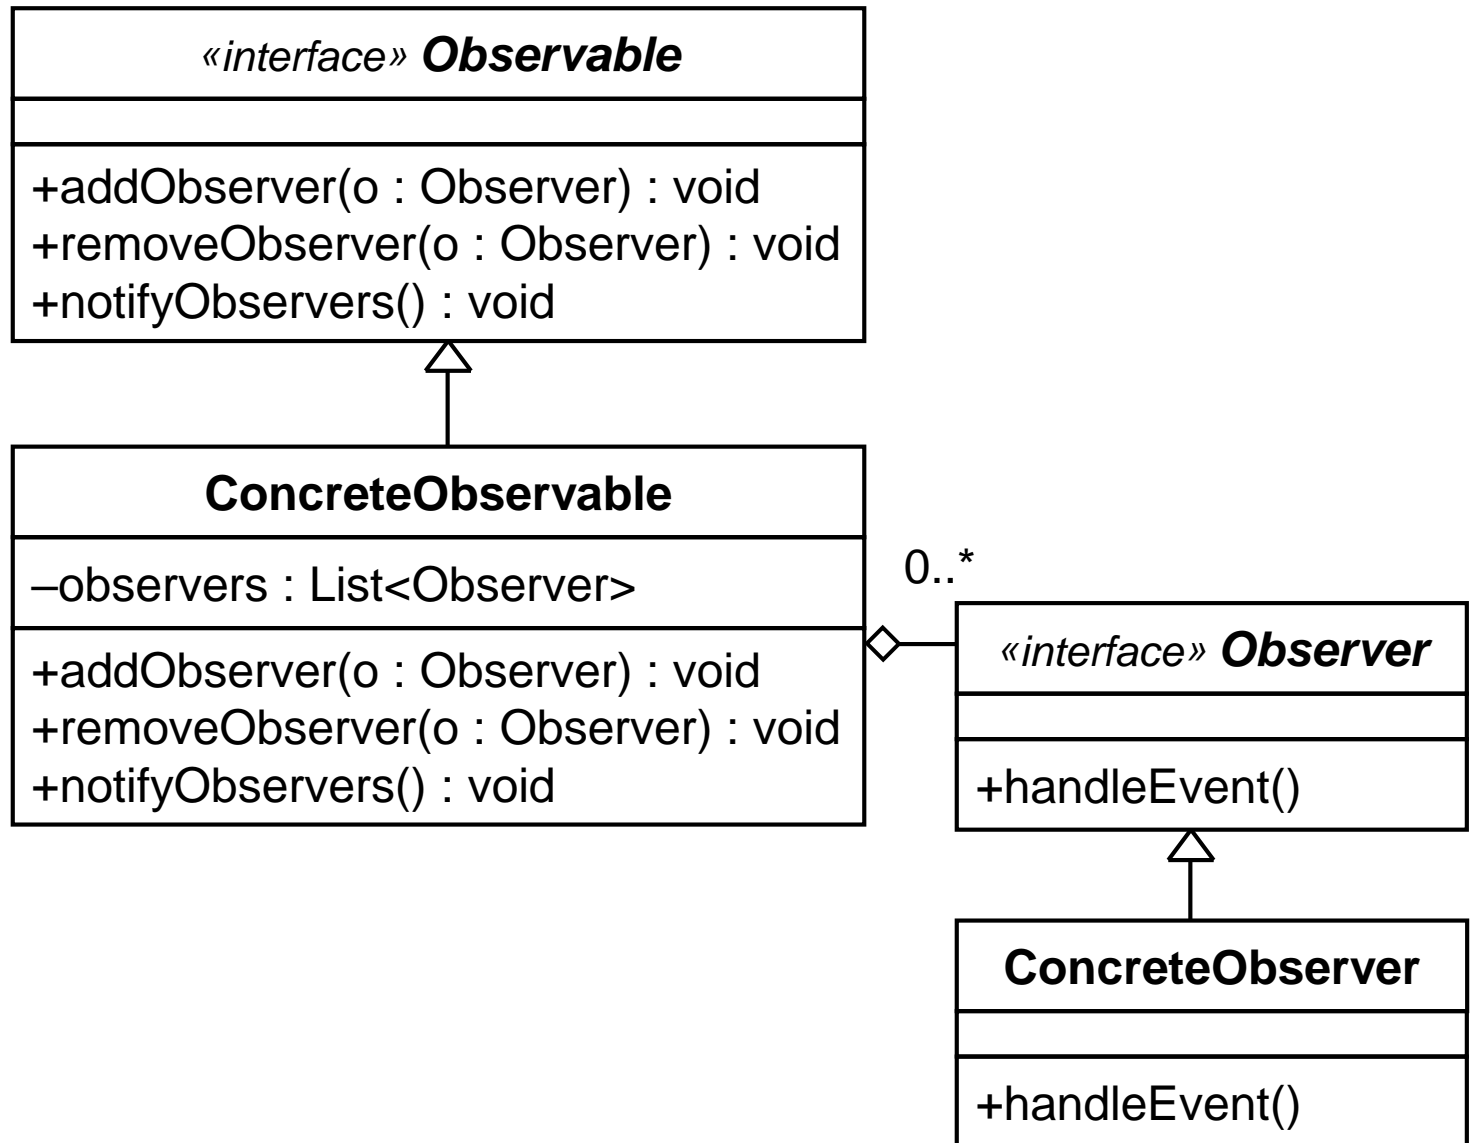 «interface» Observable
+addObserver(o : Observer) : void
+removeObserver(o : Observer) : void
+notifyObservers() : void
ConcreteObservable
–observers : List<Observer>
+addObserver(o : Observer) : void
+removeObserver(o : Observer) : void
+notifyObservers() : void
0..*
«interface» Observer
+handleEvent()
ConcreteObserver
+handleEvent()